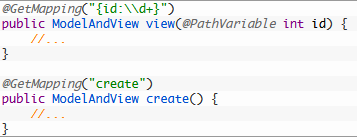 @GetMapping("{id:\\d+}")
public ModelAndView view(@PathVariable int id) {
    //...
}
@GetMapping("create")
public ModelAndView create() {
    //...
}